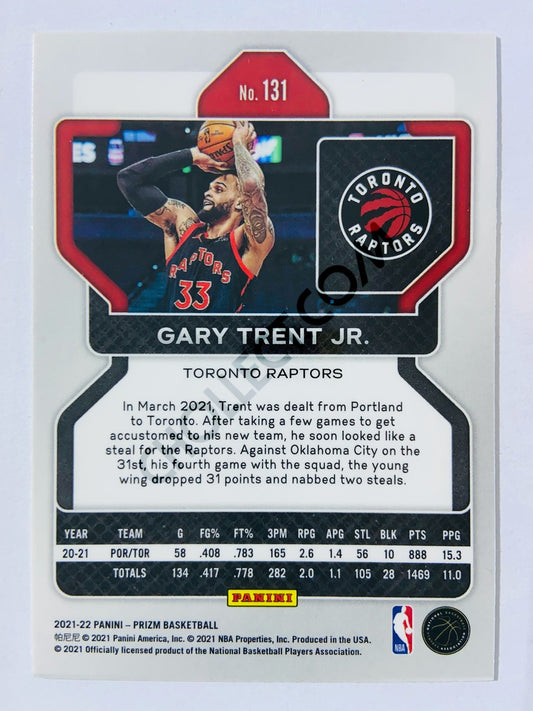 No. 131
RAPTORS
33
TORONTO
RAPTORS
GARY TRENT JR.
TORONTO RAPTORS
In March 2021, Trent was dealt from Portland
to Toronto. After taking a few games to get
accustomed to his new team, he soon looked like a
steal for the Raptors. Against Oklahoma City on the
31st, his fourth game with the squad, the young
wing dropped 31 points and nabbed two steals.
YEAR TEAM G FG% FT% 3PM RPG APG STL BLK PTS PPG
20-21 POR/TOR 58 .408 .783 165 2.6 1.4 56 10 888 15.3
TOTALS 134 .417 .778 282 2.0 1.1 105 28 1469 11.0
PANINI
2021-22 PANINI – PRIZM BASKETBALL
帕尼尼 © 2021 Panini America, Inc. © 2021 NBA Properties, Inc. Produced in the USA.
© 2021 Officially licensed product of the National Basketball Players Association.
NBA